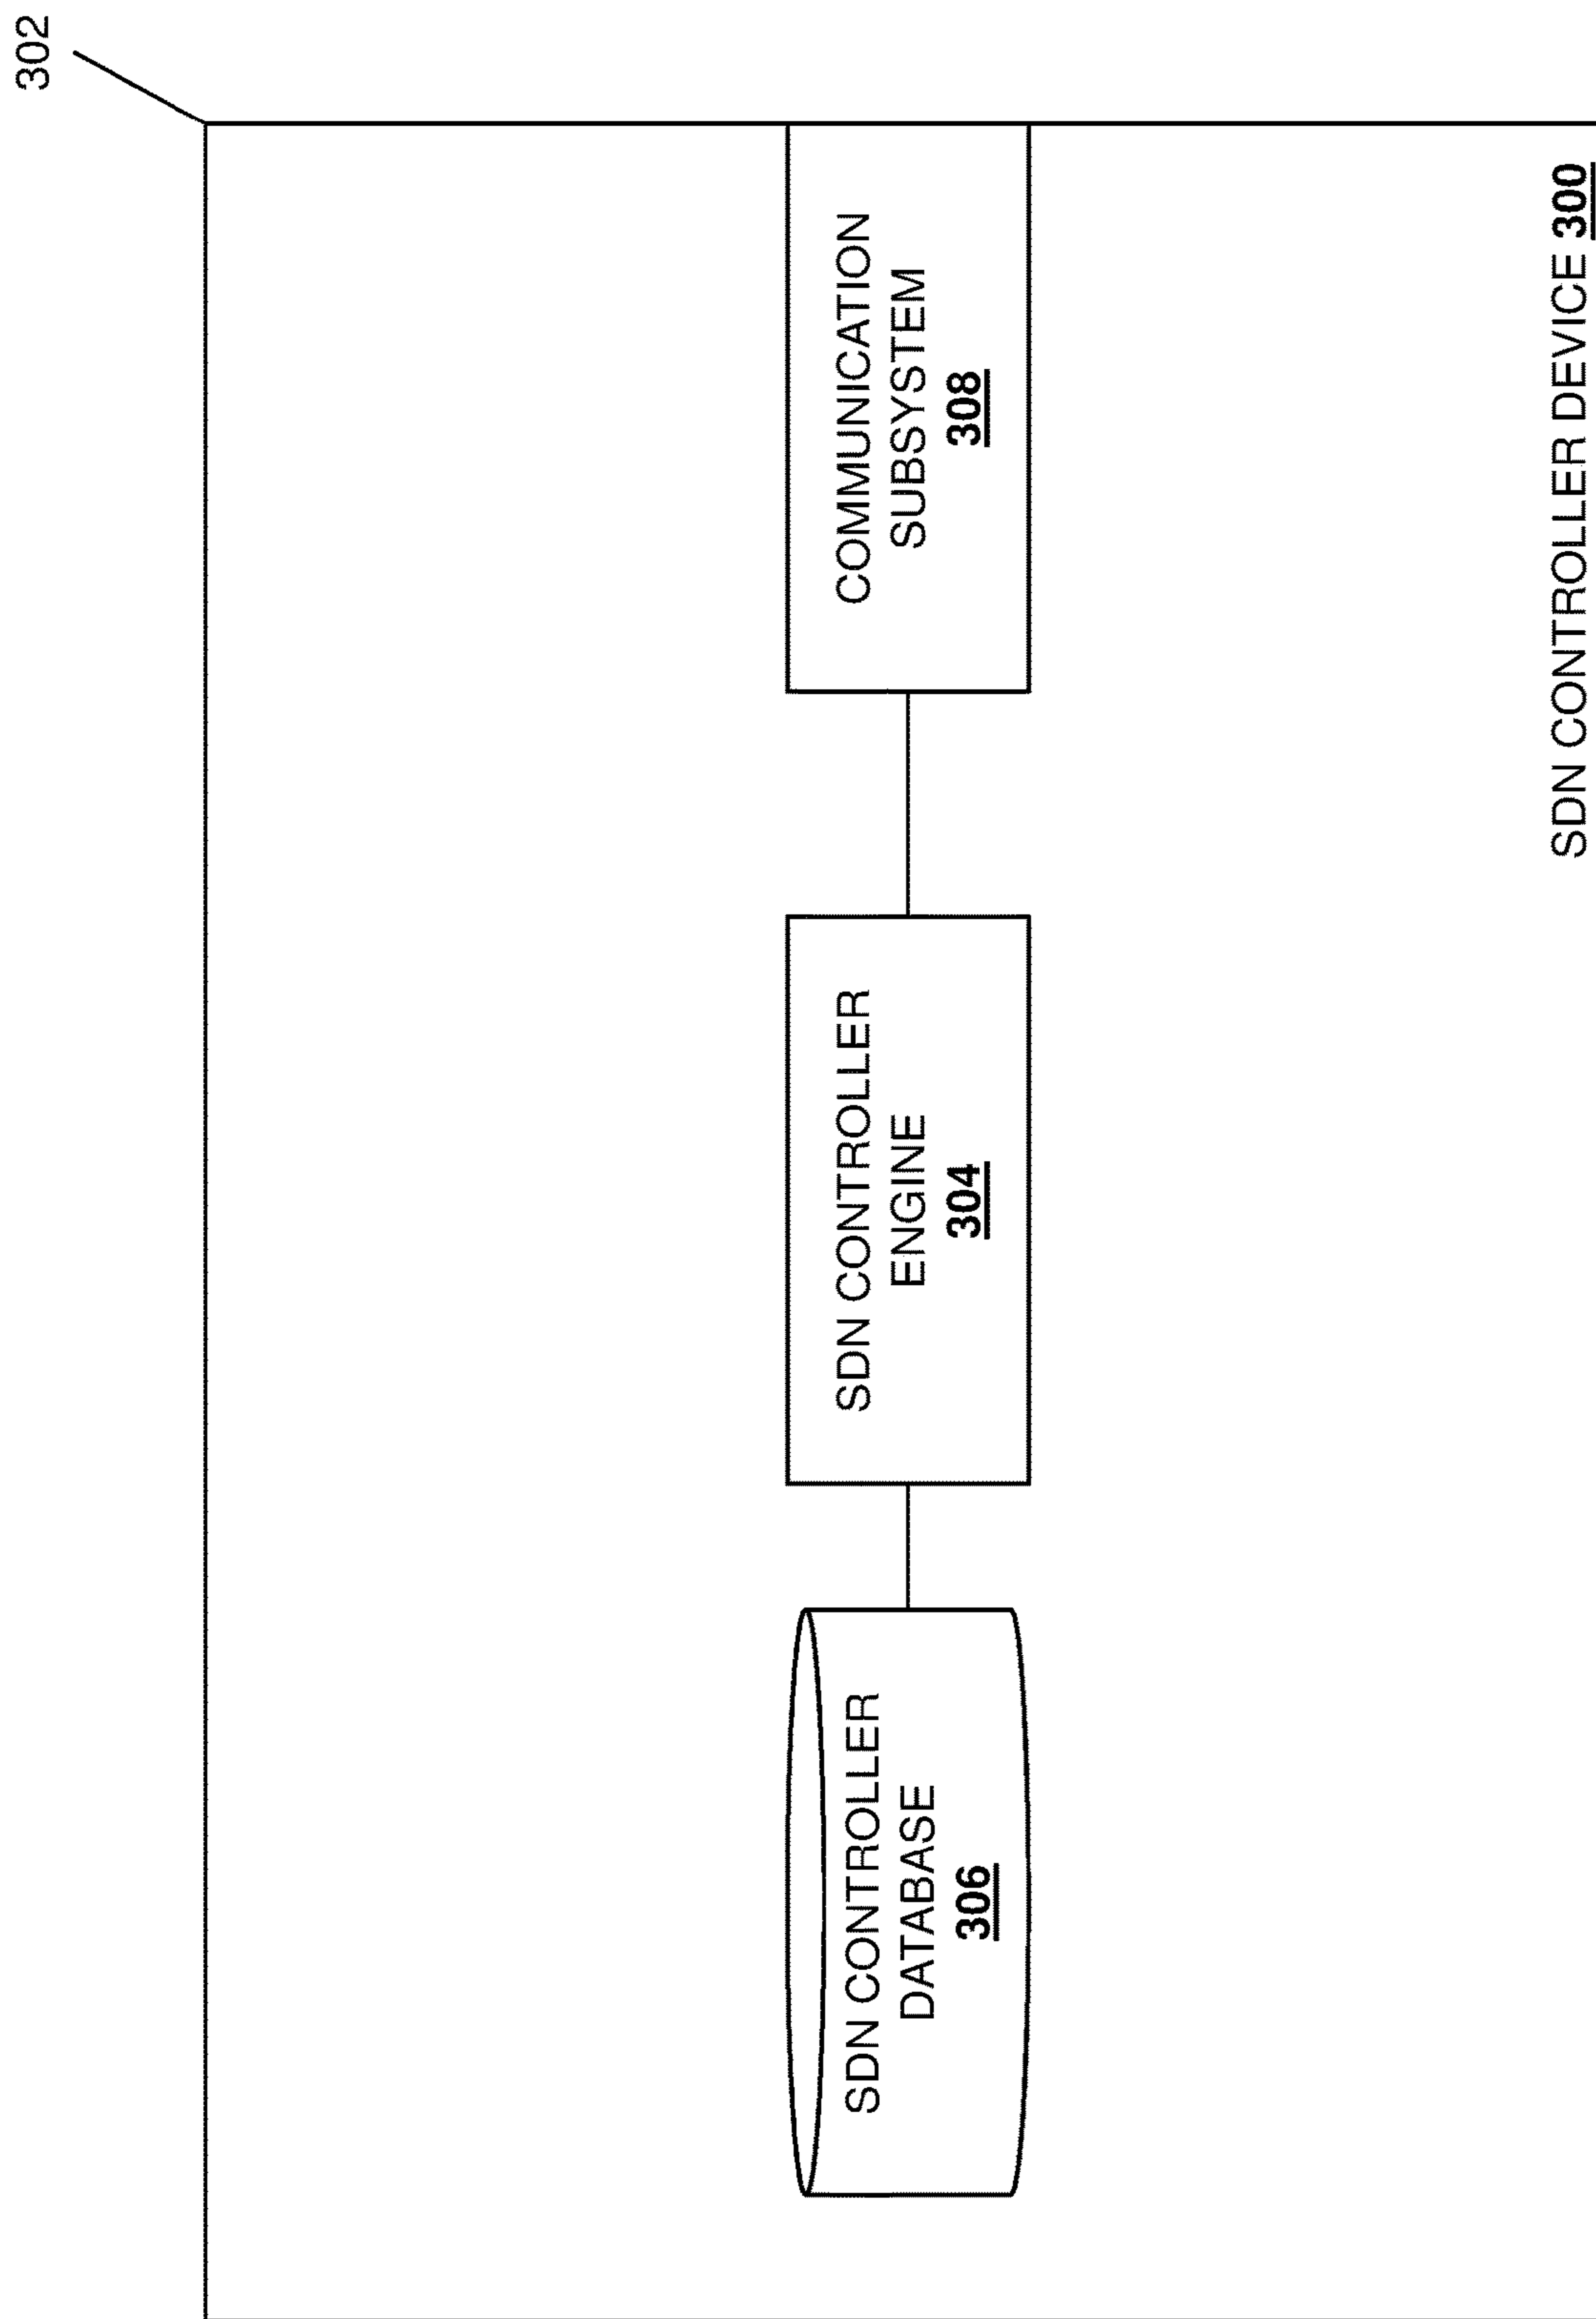 302
SDN CONTROLLER
DATABASE
306
SDN CONTROLLER
ENGINE
304
COMMUNICATION
SUBSYSTEM
308
SDN CONTROLLER DEVICE 300